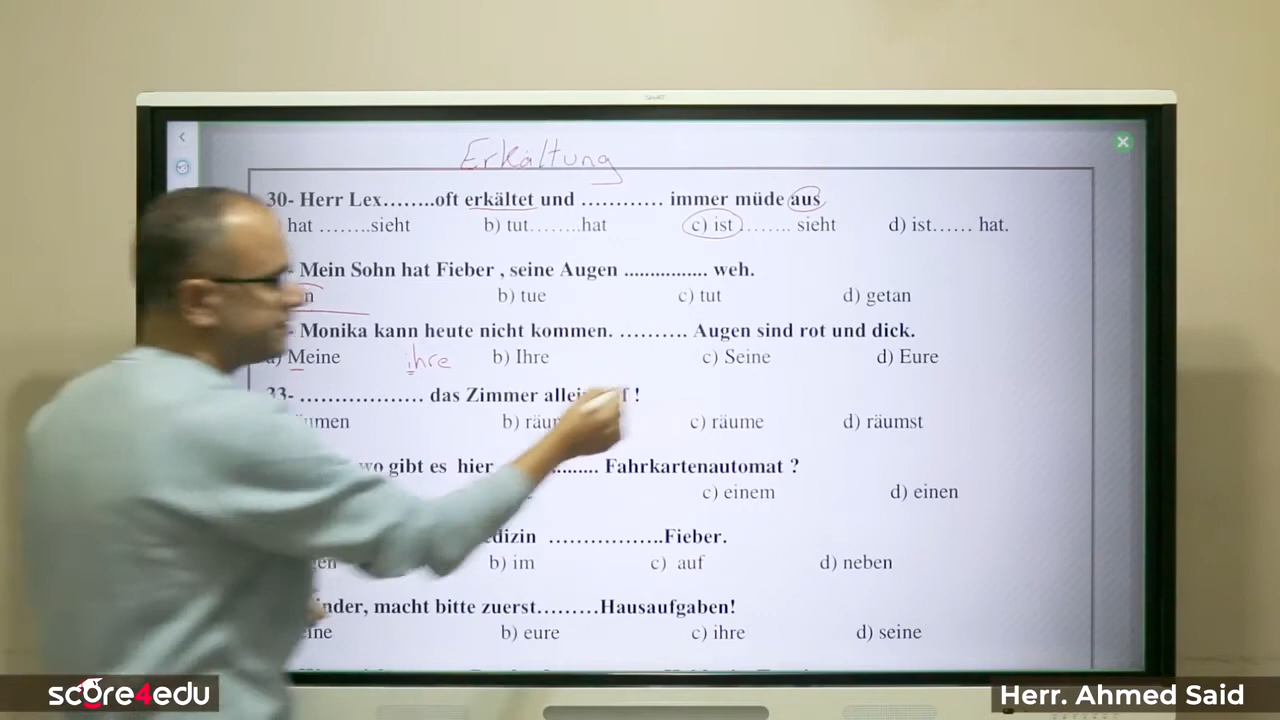 SMART
Erkältung
30- Herr Lex........oft erkältet und ............ immer müde aus
hat ........sieht b) tut........hat c) ist ........ sieht d) ist...... hat.
- Mein Sohn hat Fieber , seine Augen ............... weh.
n b) tue c) tut d) getan
- Monika kann heute nicht kommen. .......... Augen sind rot und dick.
a) Meine ihre b) Ihre c) Seine d) Eure
33- .................. das Zimmer !
b) c) räume d) räumst
wo gibt es hier .......... Fahrkartenautomat ?
c) einem d) einen
.................Fieber.
b) im c) auf d) neben
macht bitte zuerst.........Hausaufgaben!
b) eure c) ihre d) seine
score4edu
Herr. Ahmed Said